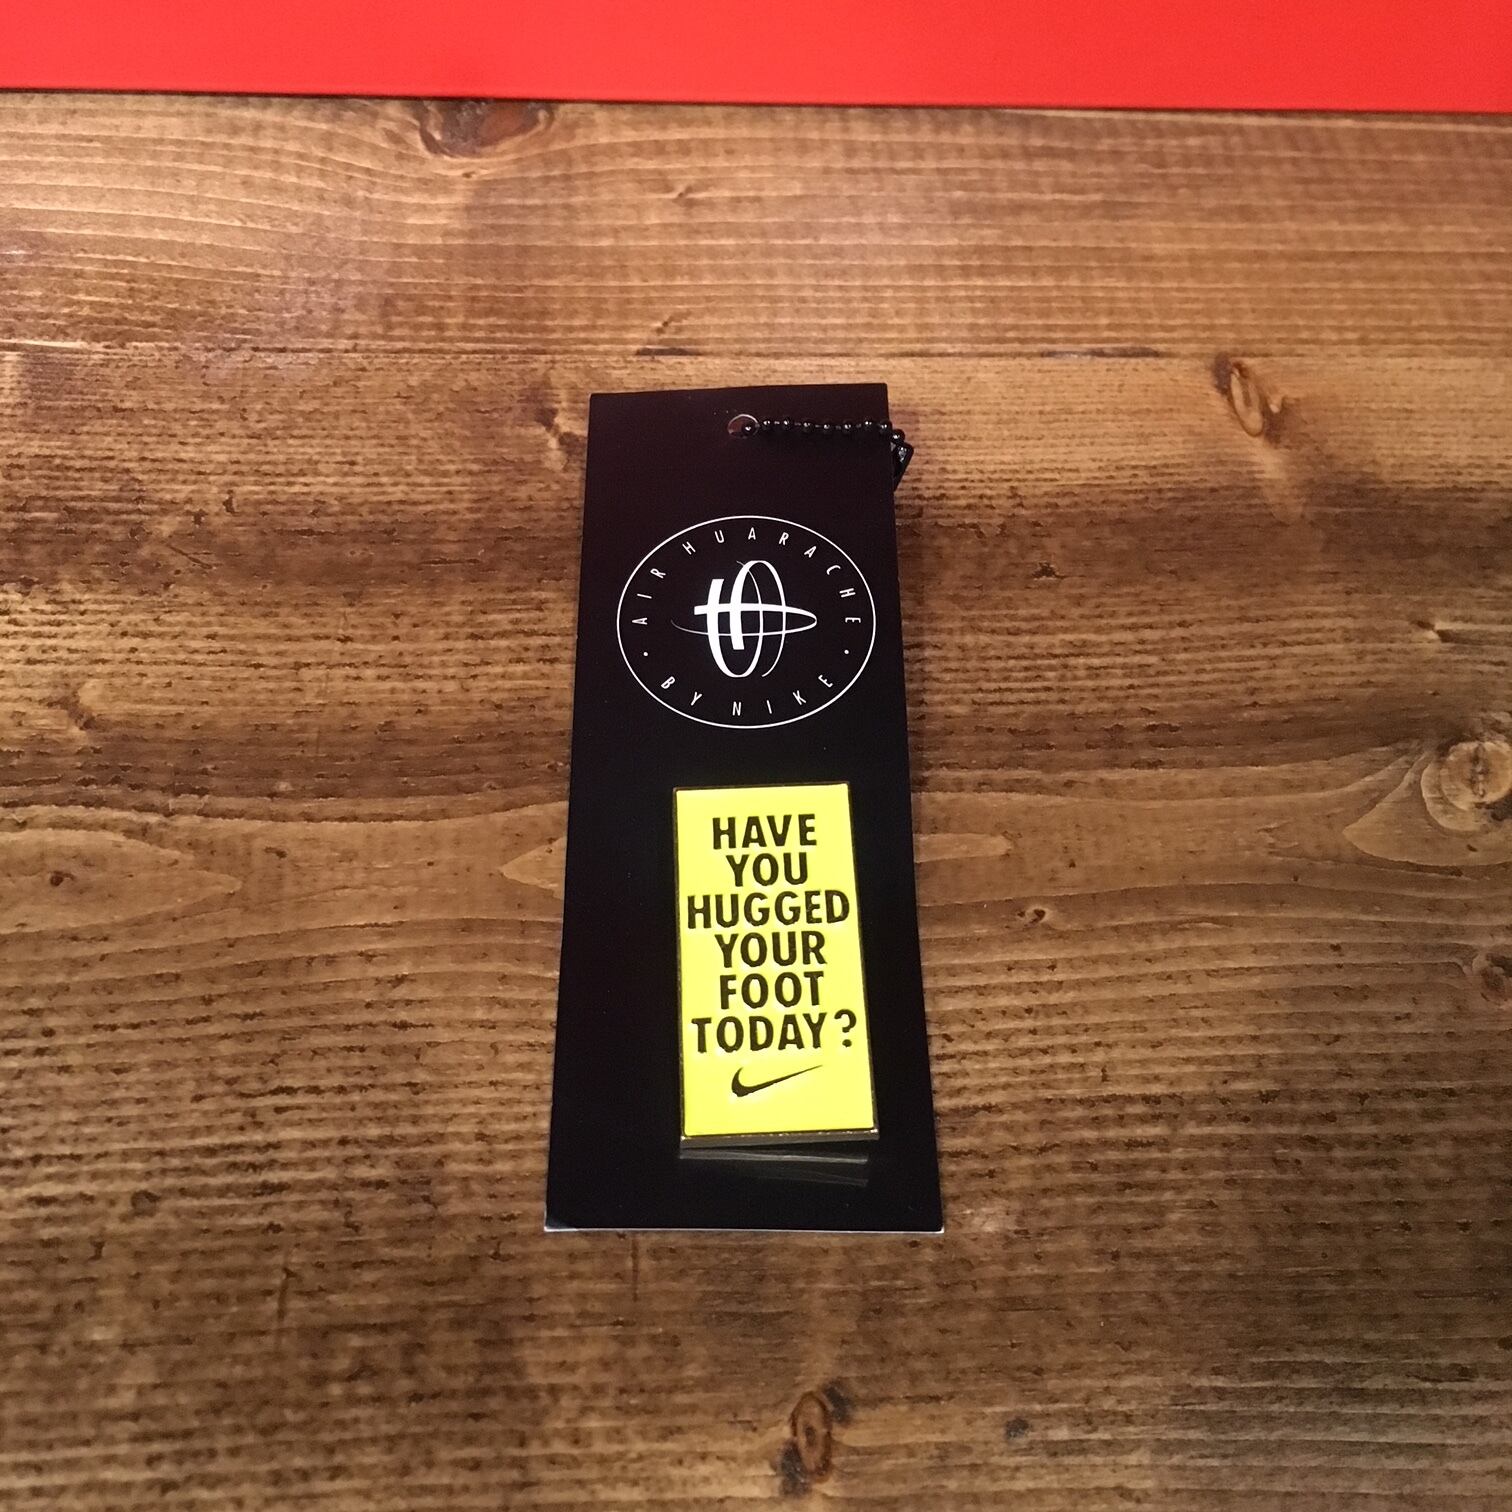 · AIR HUARACHE ·
BY NIKE
HAVE
YOU
HUGGED
YOUR
FOOT
TODAY?